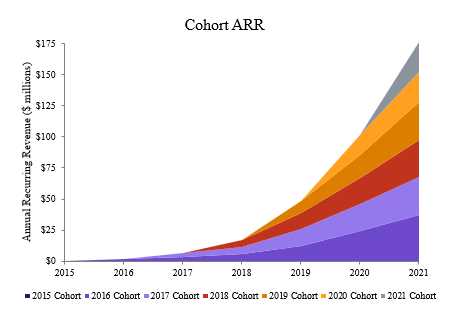 Cohort ARR
Annual Recurring Revenue ($ millions)
$175
$150
$125
$100
$75
$50
$25
$0
2015 2016 2017 2018 2019 2020 2021
2015 Cohort 2016 Cohort 2017 Cohort 2018 Cohort 2019 Cohort 2020 Cohort 2021 Cohort